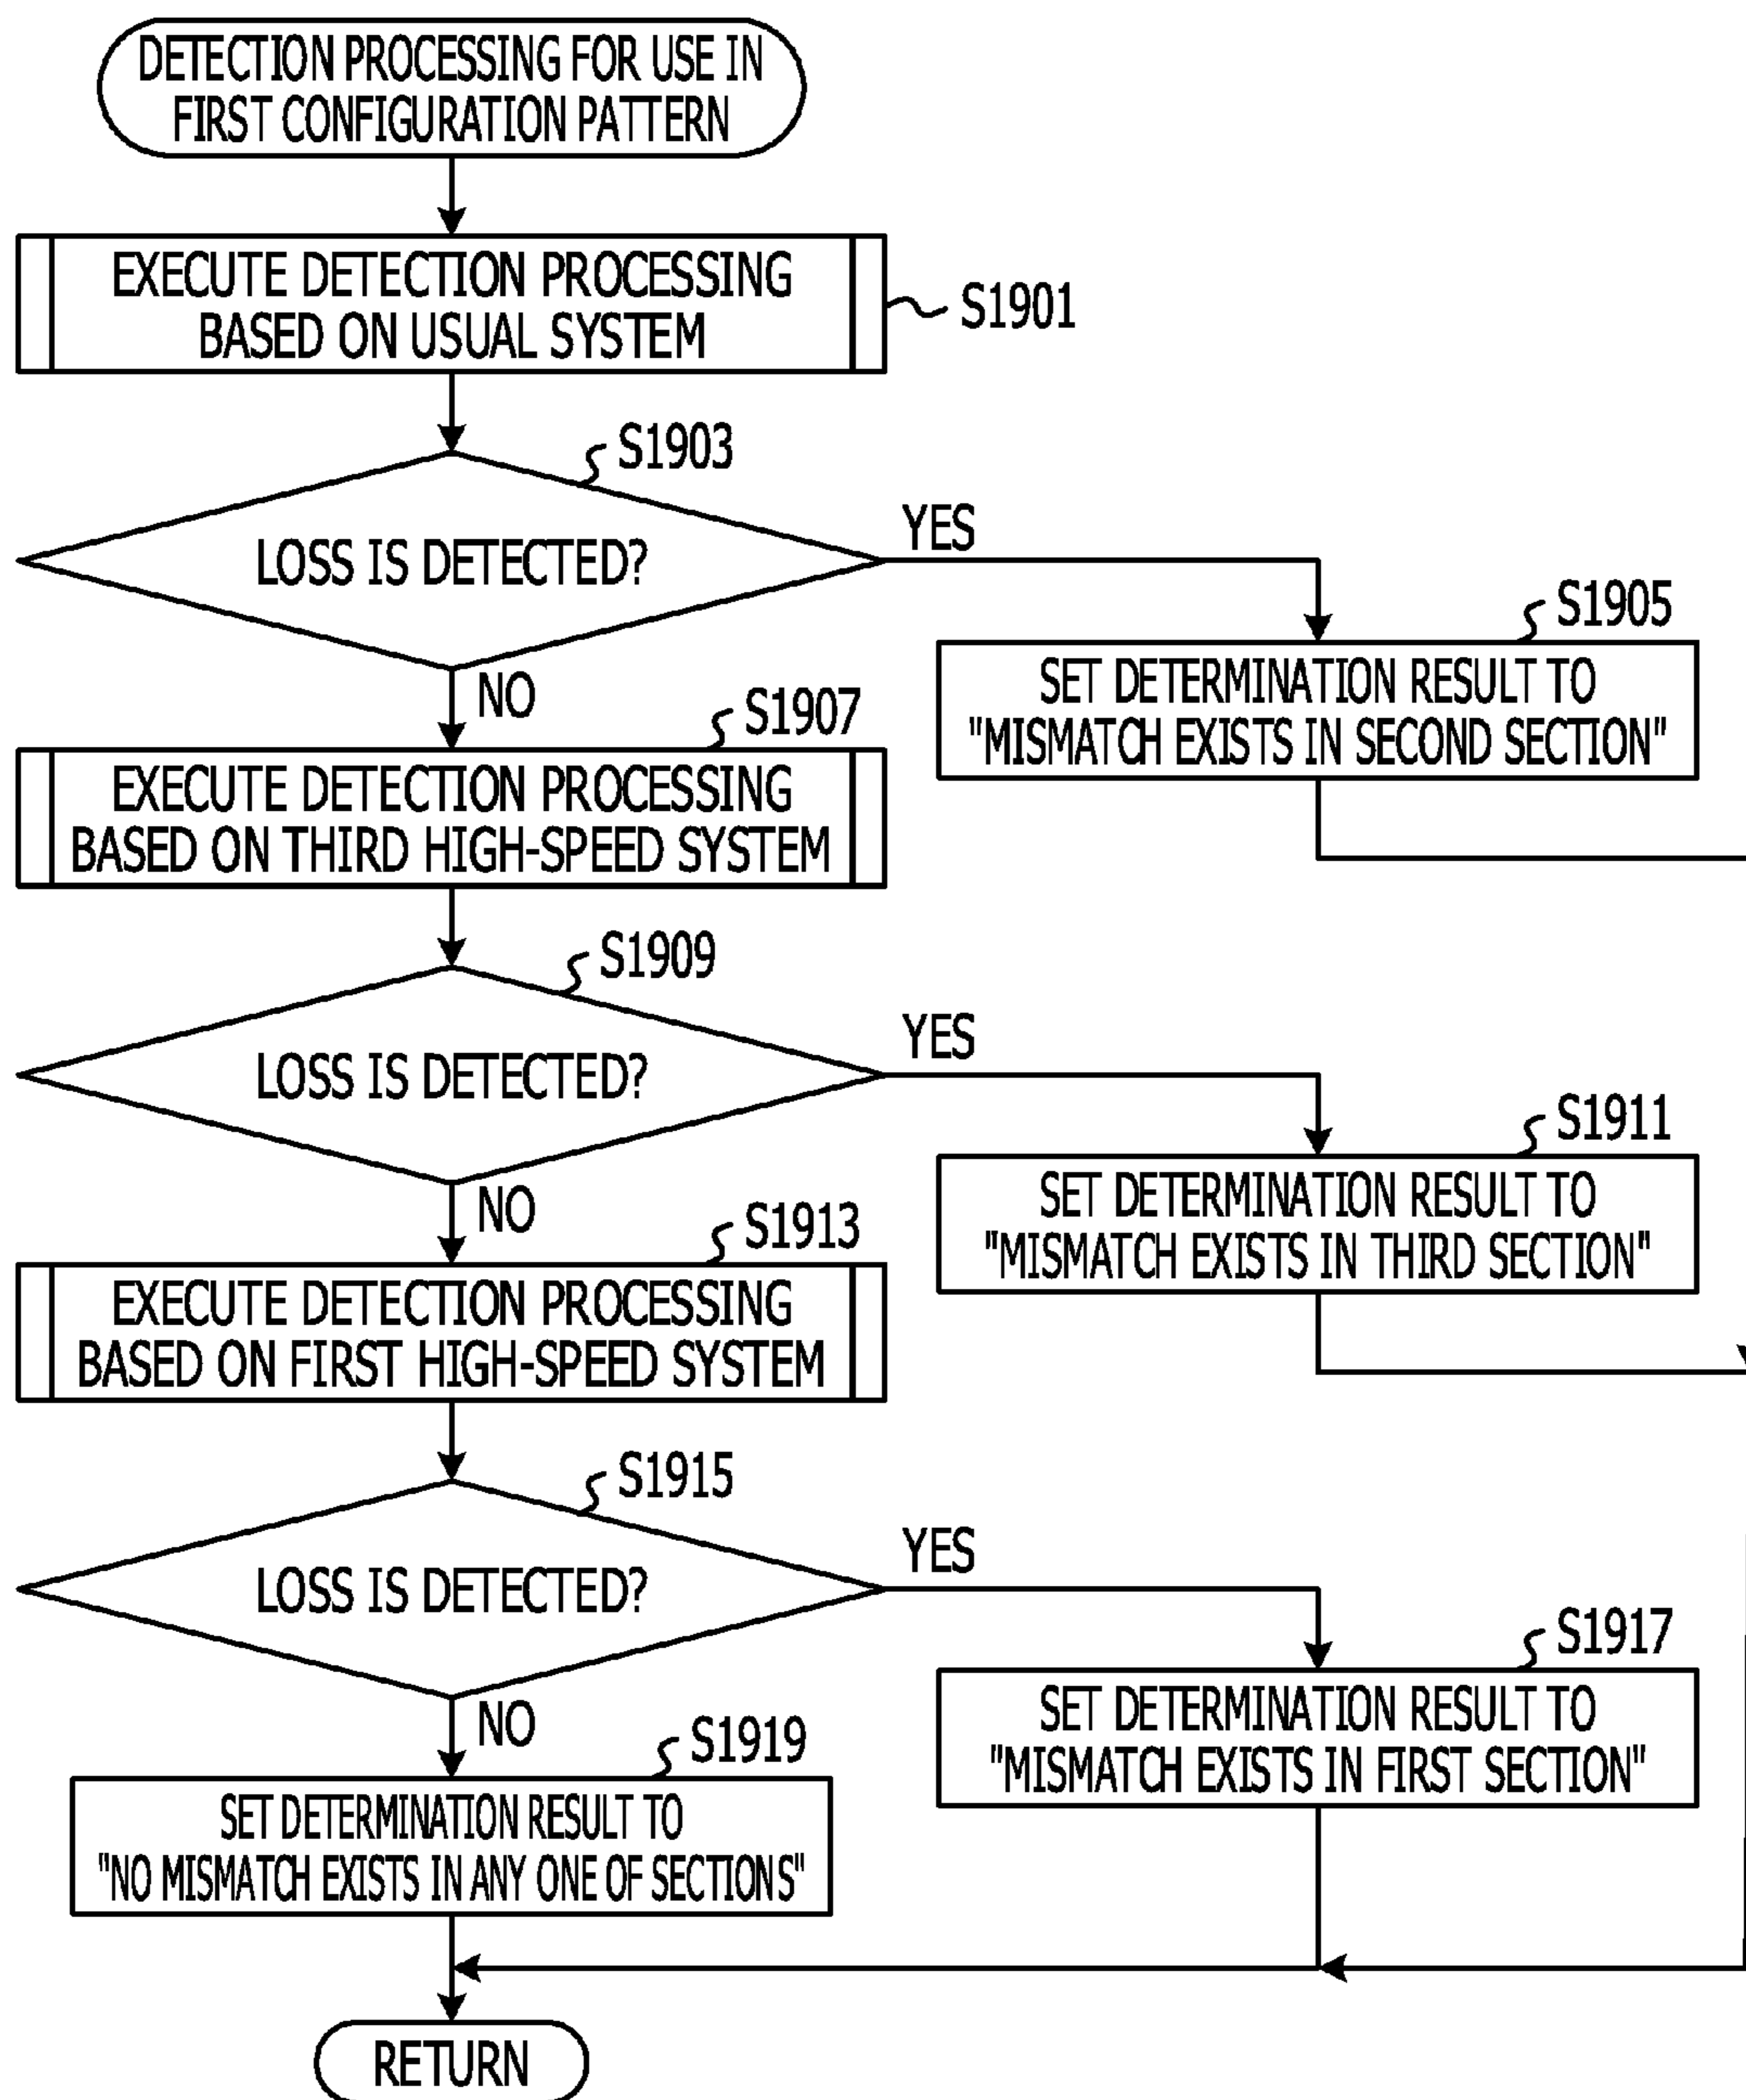 DETECTION PROCESSING FOR USE IN
FIRST CONFIGURATION PATTERN
EXECUTE DETECTION PROCESSING
BASED ON USUAL SYSTEM
S1901
S1903
LOSS IS DETECTED?
YES
NO
S1905
SET DETERMINATION RESULT TO
"MISMATCH EXISTS IN SECOND SECTION"
S1907
EXECUTE DETECTION PROCESSING
BASED ON THIRD HIGH-SPEED SYSTEM
S1909
LOSS IS DETECTED?
YES
NO
S1911
SET DETERMINATION RESULT TO
"MISMATCH EXISTS IN THIRD SECTION"
S1913
EXECUTE DETECTION PROCESSING
BASED ON FIRST HIGH-SPEED SYSTEM
S1915
LOSS IS DETECTED?
YES
NO
S1917
SET DETERMINATION RESULT TO
"MISMATCH EXISTS IN FIRST SECTION"
S1919
SET DETERMINATION RESULT TO
"NO MISMATCH EXISTS IN ANY ONE OF SECTIONS"
RETURN